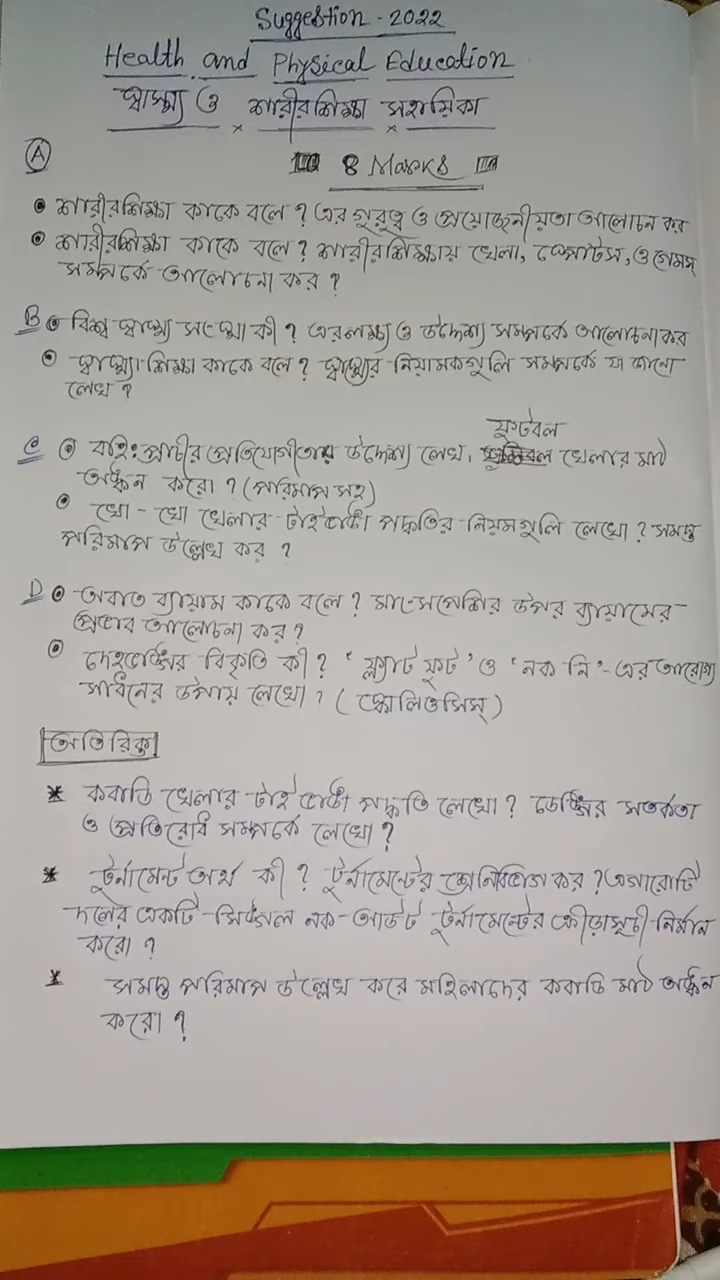 Suggestion - 2022
Health and Physical Education
স্বাস্থ্য ও শারীরশিক্ষা সহায়িকা
A
8 Marks
শারীরশিক্ষা কাকে বলে ? এর গুরুত্ব ও প্রয়োজনীয়তা আলোচনা কর
শারীরশিক্ষা কাকে বলে ? শারীরশিক্ষায় খেলা, স্পোর্টস, ও গেমস্
সম্পর্কে আলোচনা কর ?
B বিশ্ব স্বাস্থ্য সংস্থা কী ? এর লক্ষ্য ও উদ্দেশ্য সম্পর্কে আলোচনা কর
স্বাস্থ্য শিক্ষা কাকে বলে ? স্বাস্থ্যের নিয়ামকগুলি সম্পর্কে যা জানো
লেখ ?
ফুটবল
C বহিঃপ্রাচীর প্রতিযোগীতার উদ্দেশ্য লেখ, খেলার মাঠ
অঙ্কন করো ? (পরিমাপ সহ)
খো - খো খেলার টাইভাঙা পদ্ধতির নিয়মগুলি লেখো ? সমস্ত
পরিমাপ উল্লেখ কর ?
D অবাত ব্যায়াম কাকে বলে ? মাংসপেশির উপর ব্যায়ামের
প্রভাব আলোচনা কর ?
দেহভঙ্গির বিকৃতি কী ? 'ফ্ল্যাট ফুট' ও 'নক নি'-এর আরোগ্য
সাধনের উপায় লেখো ? (স্কোলিওসিস্)
অতিরিক্ত
* কবাডি খেলার টাইভাঙা পদ্ধতি লেখো ? ডেঙ্গির সতর্কতা
ও প্রতিরোধ সম্পর্কে লেখো ?
* টুর্নামেন্ট অর্থ কী ? টুর্নামেন্টের শ্রেনিবিভাগ কর ? এগারোটি
দলের একটি সিঙ্গল নক-আউট টুর্নামেন্টের ক্রীড়াসূচী নির্মান
করো ?
* সমস্ত পরিমাপ উল্লেখ করে মহিলাদের কবাডি মাঠ অঙ্কন
করো ?